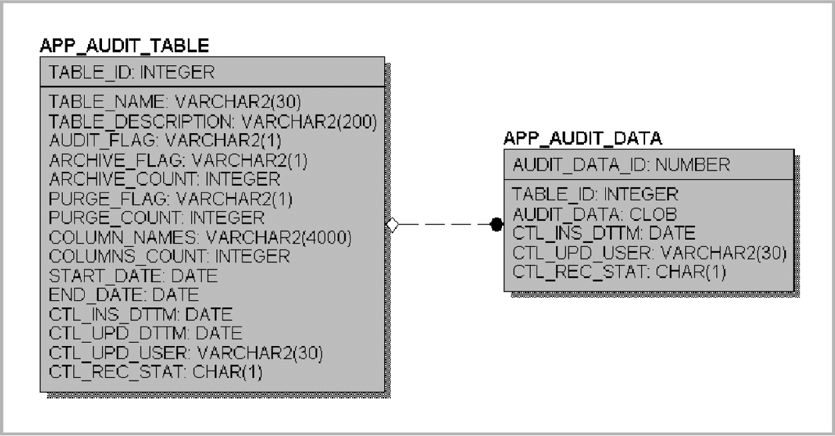 APP_AUDIT_TABLE
TABLE_ID: INTEGER
TABLE_NAME: VARCHAR2(30)
TABLE_DESCRIPTION: VARCHAR2(200)
AUDIT_FLAG: VARCHAR2(1)
ARCHIVE_FLAG: VARCHAR2(1)
ARCHIVE_COUNT: INTEGER
PURGE_FLAG: VARCHAR2(1)
PURGE_COUNT: INTEGER
COLUMN_NAMES: VARCHAR2(4000)
COLUMNS_COUNT: INTEGER
START_DATE: DATE
END_DATE: DATE
CTL_INS_DTTM: DATE
CTL_UPD_DTTM: DATE
CTL_UPD_USER: VARCHAR2(30)
CTL_REC_STAT: CHAR(1)
APP_AUDIT_DATA
AUDIT_DATA_ID: NUMBER
TABLE_ID: INTEGER
AUDIT_DATA: CLOB
CTL_INS_DTTM: DATE
CTL_UPD_USER: VARCHAR2(30)
CTL_REC_STAT: CHAR(1)